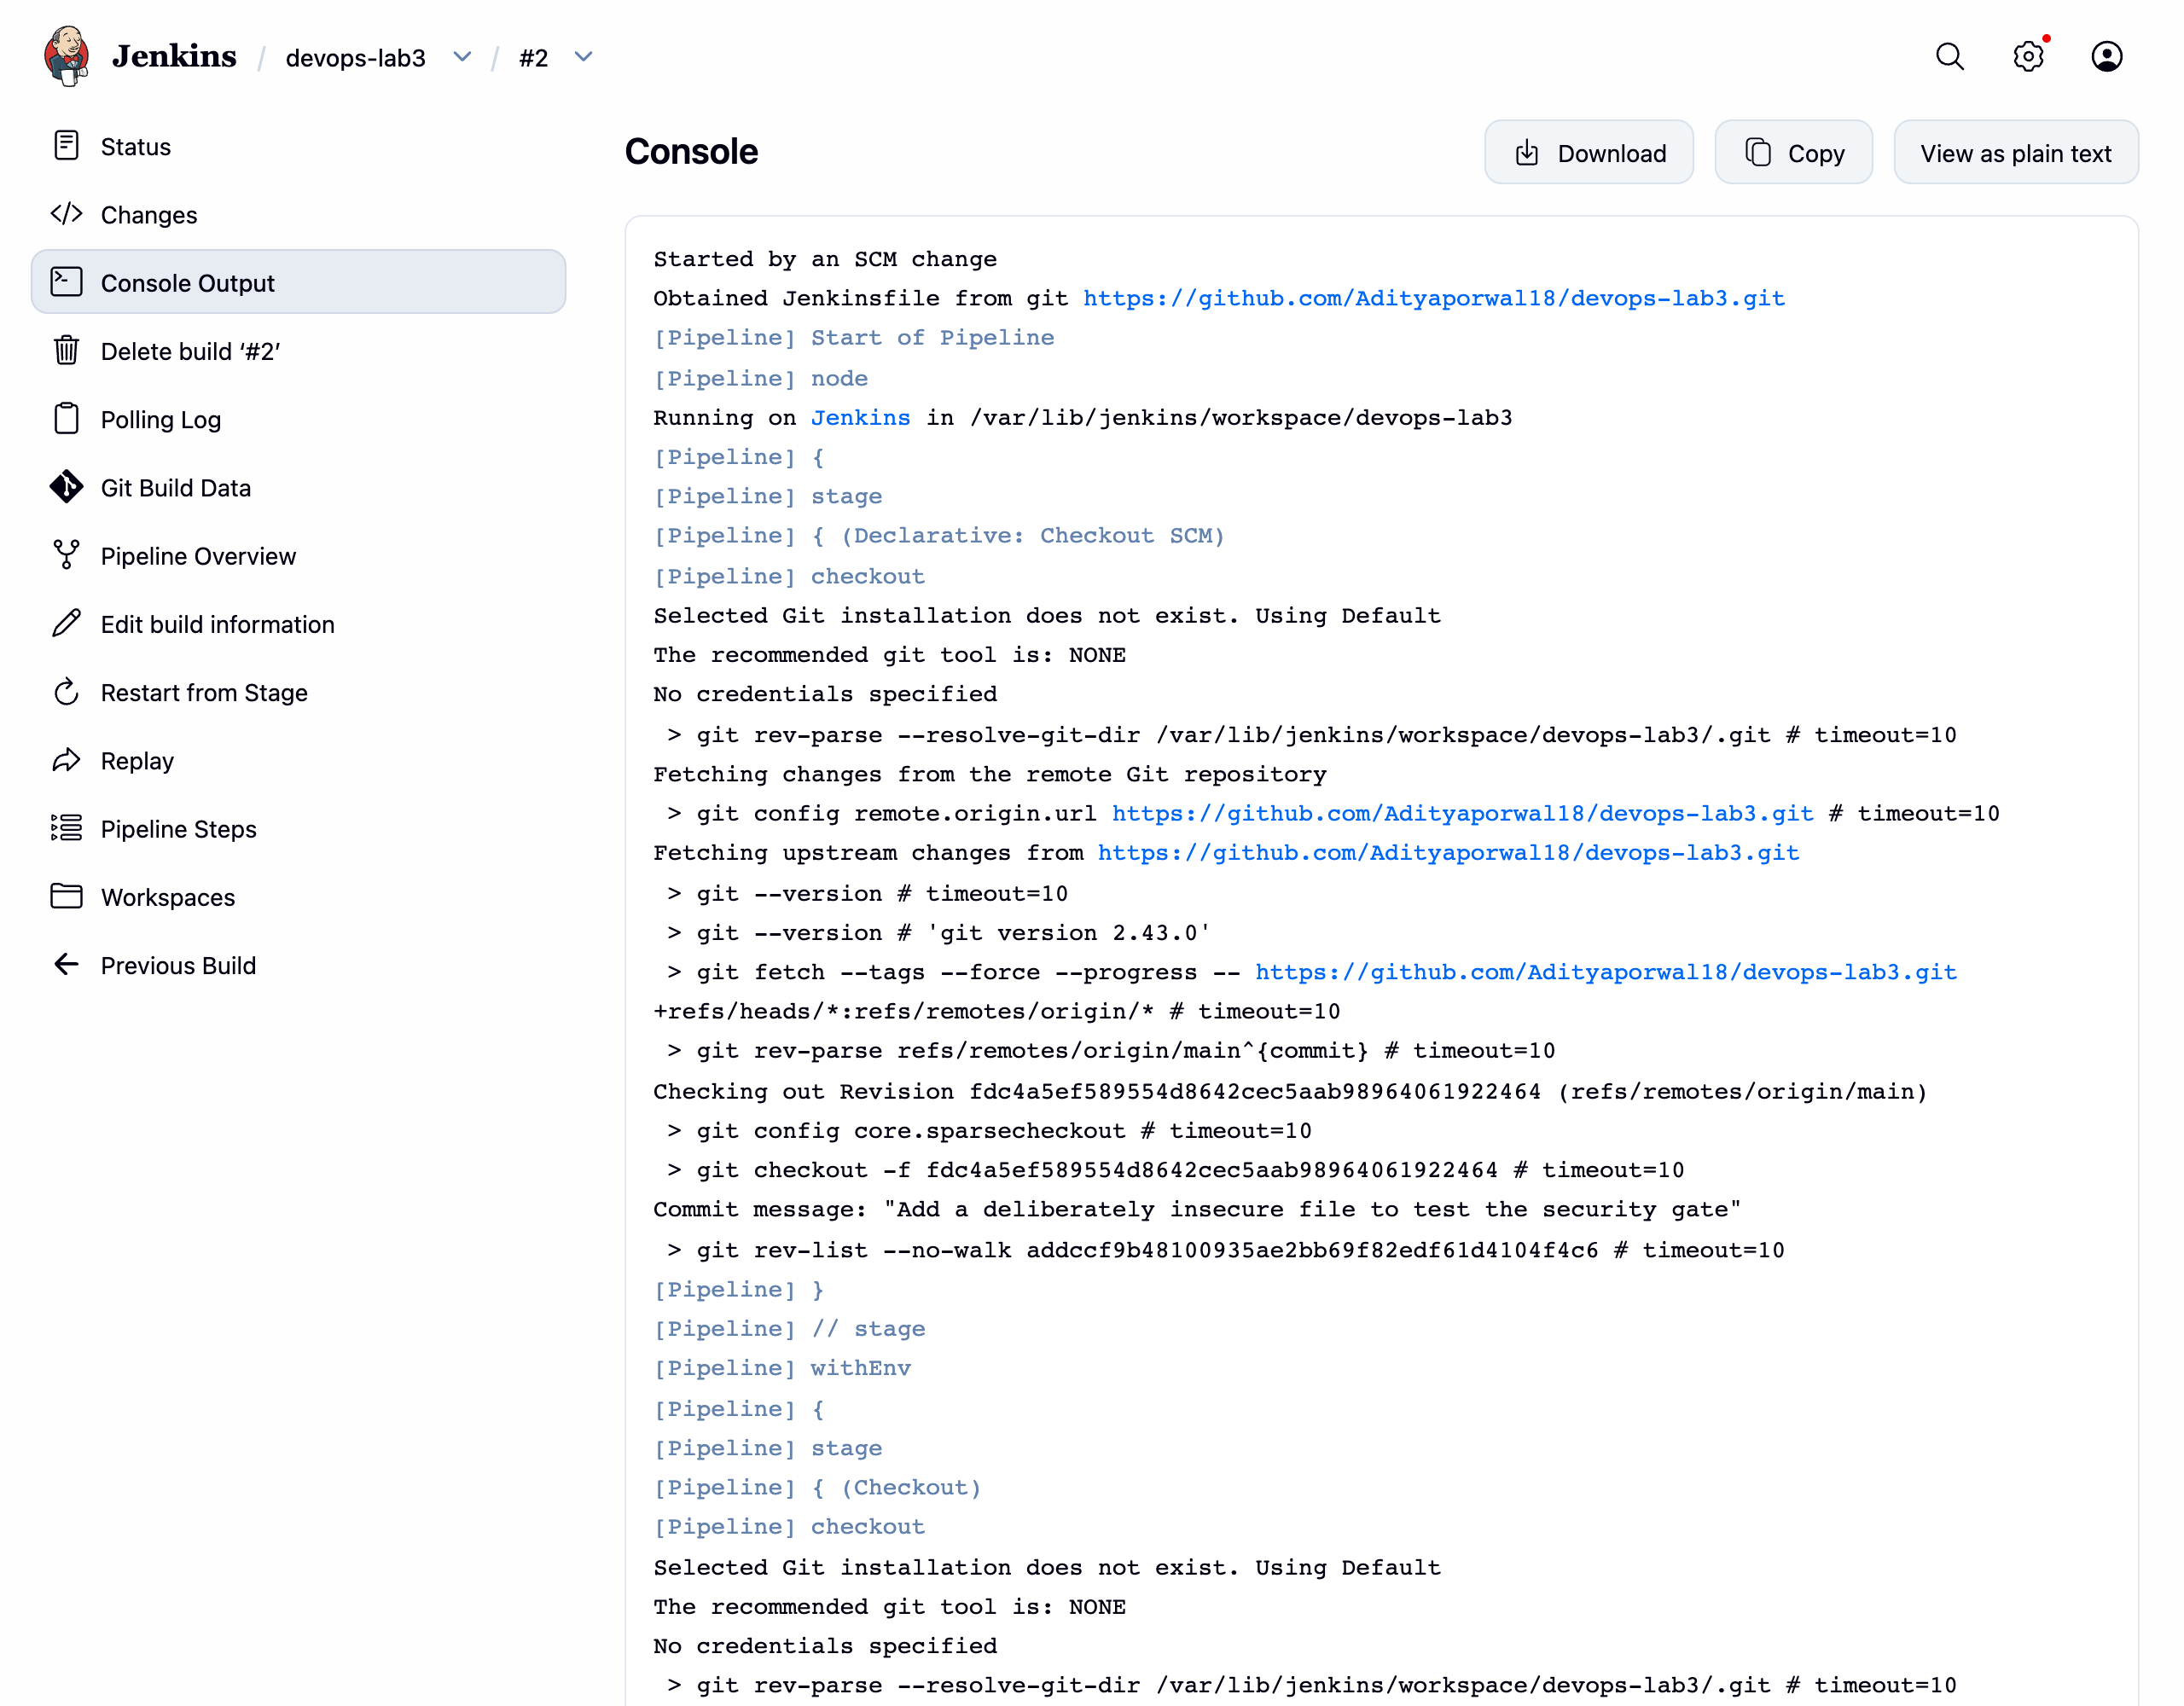 Jenkins / devops-lab3 / #2
Status
Changes
Console Output
Delete build ‘#2’
Polling Log
Git Build Data
Pipeline Overview
Edit build information
Restart from Stage
Replay
Pipeline Steps
Workspaces
Previous Build
Console
Download
Copy
View as plain text
Started by an SCM change
Obtained Jenkinsfile from git https://github.com/Adityaporwal18/devops-lab3.git
[Pipeline] Start of Pipeline
[Pipeline] node
Running on Jenkins in /var/lib/jenkins/workspace/devops-lab3
[Pipeline] {
[Pipeline] stage
[Pipeline] { (Declarative: Checkout SCM)
[Pipeline] checkout
Selected Git installation does not exist. Using Default
The recommended git tool is: NONE
No credentials specified
 > git rev-parse --resolve-git-dir /var/lib/jenkins/workspace/devops-lab3/.git # timeout=10
Fetching changes from the remote Git repository
 > git config remote.origin.url https://github.com/Adityaporwal18/devops-lab3.git # timeout=10
Fetching upstream changes from https://github.com/Adityaporwal18/devops-lab3.git
 > git --version # timeout=10
 > git --version # 'git version 2.43.0'
 > git fetch --tags --force --progress -- https://github.com/Adityaporwal18/devops-lab3.git
+refs/heads/*:refs/remotes/origin/* # timeout=10
 > git rev-parse refs/remotes/origin/main^{commit} # timeout=10
Checking out Revision fdc4a5ef589554d8642cec5aab98964061922464 (refs/remotes/origin/main)
 > git config core.sparsecheckout # timeout=10
 > git checkout -f fdc4a5ef589554d8642cec5aab98964061922464 # timeout=10
Commit message: "Add a deliberately insecure file to test the security gate"
 > git rev-list --no-walk addccf9b48100935ae2bb69f82edf61d4104f4c6 # timeout=10
[Pipeline] }
[Pipeline] // stage
[Pipeline] withEnv
[Pipeline] {
[Pipeline] stage
[Pipeline] { (Checkout)
[Pipeline] checkout
Selected Git installation does not exist. Using Default
The recommended git tool is: NONE
No credentials specified
 > git rev-parse --resolve-git-dir /var/lib/jenkins/workspace/devops-lab3/.git # timeout=10